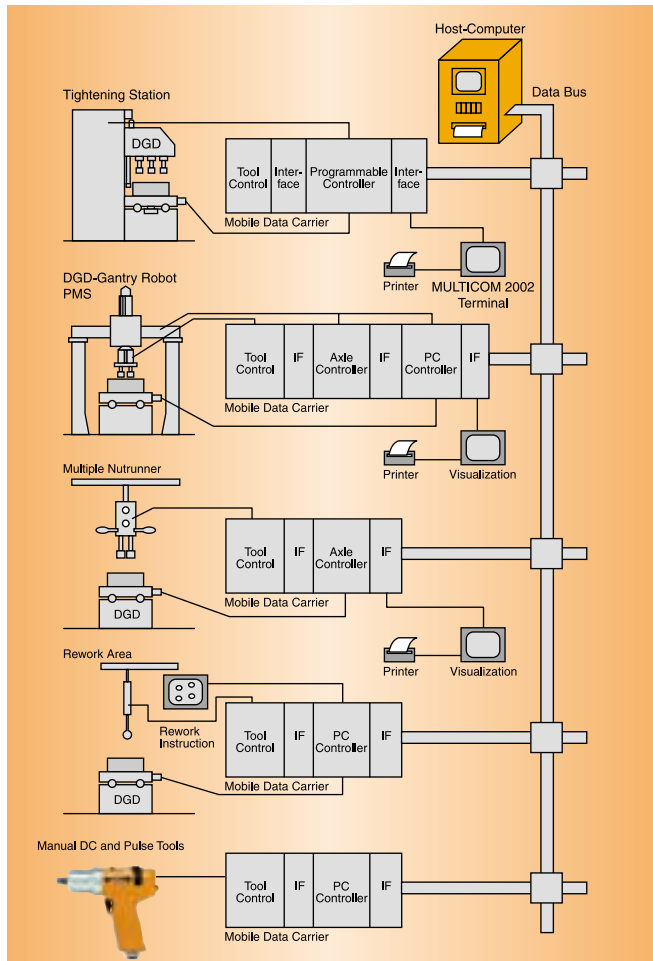 Host-Computer
Data Bus
Tightening Station
DGD
Tool
Control
Inter-
face
Programmable
Controller
Inter-
face
Mobile Data Carrier
Printer
MULTICOM 2002
Terminal
DGD-Gantry Robot
PMS
Tool
Control
IF
Axle
Controller
IF
PC
Controller
IF
Mobile Data Carrier
Printer
Visualization
Multiple Nutrunner
Tool
Control
IF
Axle
Controller
IF
DGD
Mobile Data Carrier
Printer
Visualization
Rework Area
Rework
Instruction
Tool
Control
IF
PC
Controller
IF
DGD
Mobile Data Carrier
Manual DC and Pulse Tools
Tool
Control
IF
PC
Controller
IF
Mobile Data Carrier